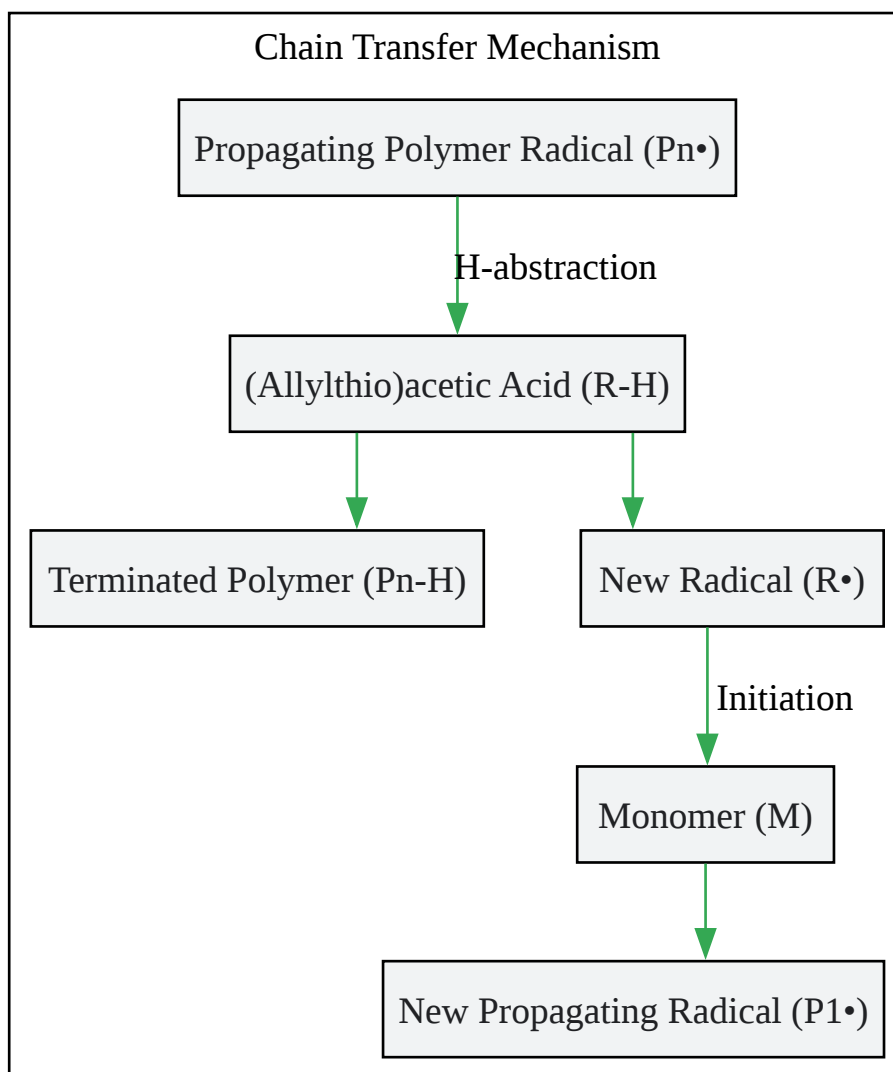 Chain Transfer Mechanism
Propagating Polymer Radical (Pn•)
H-abstraction
(Allylthio)acetic Acid (R-H)
Terminated Polymer (Pn-H)
New Radical (R•)
Initiation
Monomer (M)
New Propagating Radical (P1•)